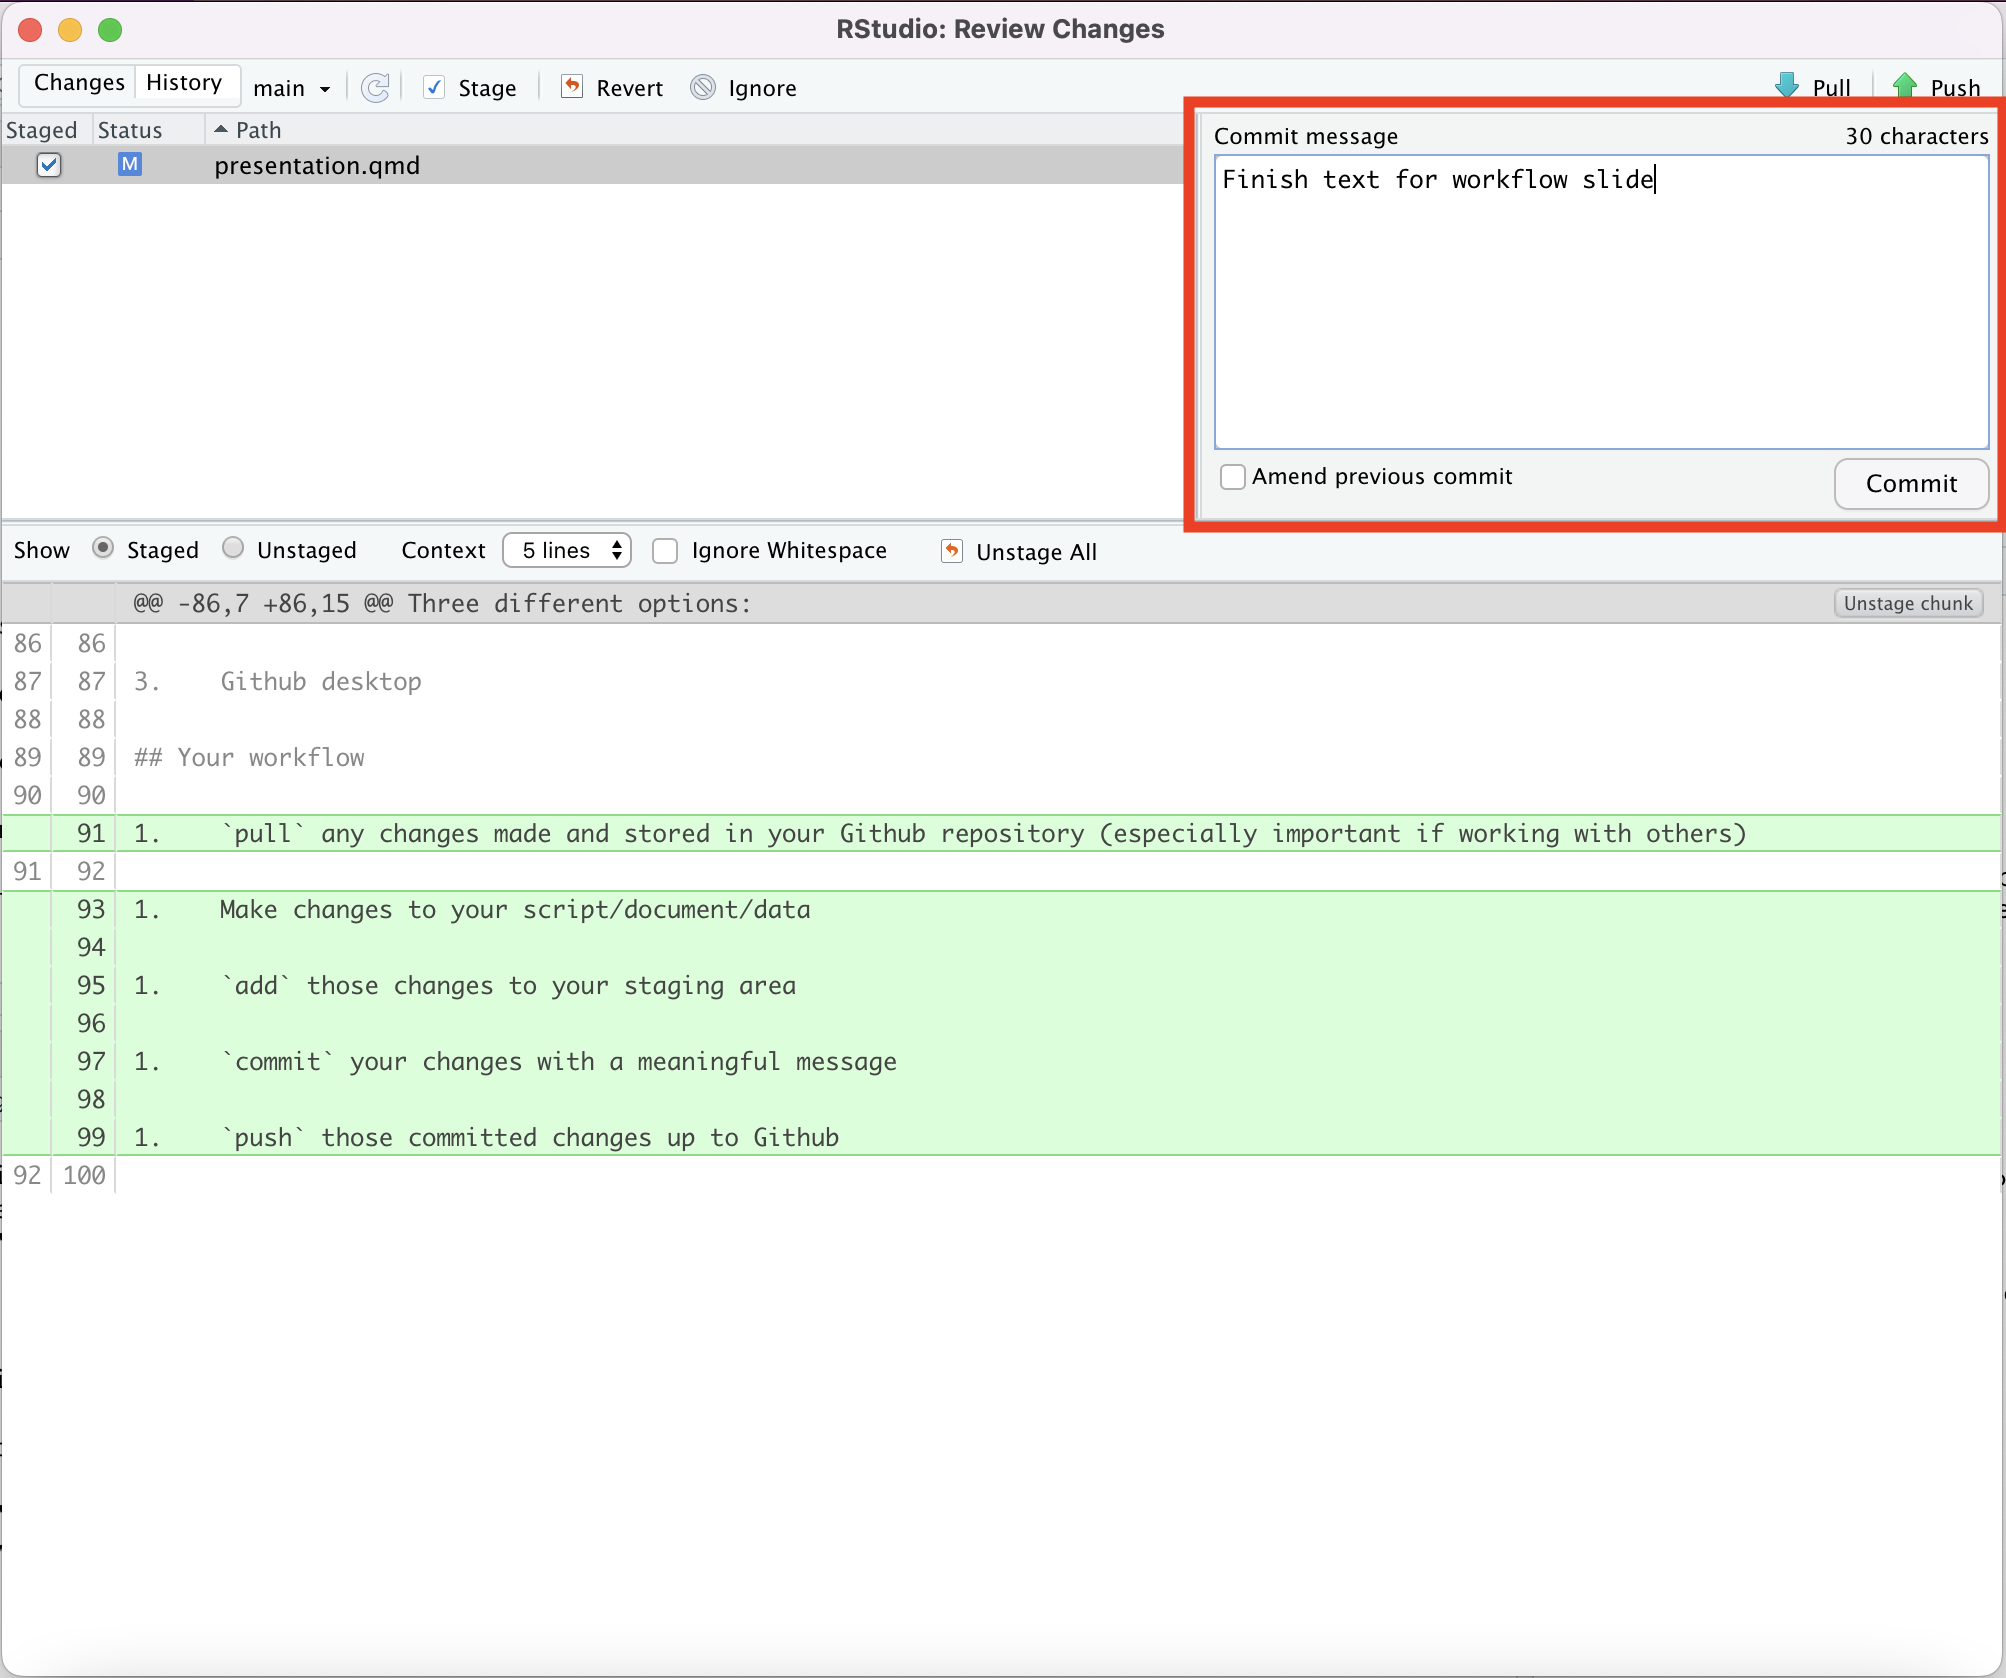 RStudio: Review Changes
Changes History main Stage Revert Ignore Pull Push
Staged Status Path
M presentation.qmd
Commit message 30 characters
Finish text for workflow slide
Amend previous commit Commit
Show Staged Unstaged Context 5 lines Ignore Whitespace Unstage All
@@ -86,7 +86,15 @@ Three different options: Unstage chunk
86 86
87 87 3. Github desktop
88 88
89 89 ## Your workflow
90 90
91 1. `pull` any changes made and stored in your Github repository (especially important if working with others)
91 92
93 1. Make changes to your script/document/data
94
95 1. `add` those changes to your staging area
96
97 1. `commit` your changes with a meaningful message
98
99 1. `push` those committed changes up to Github
92 100